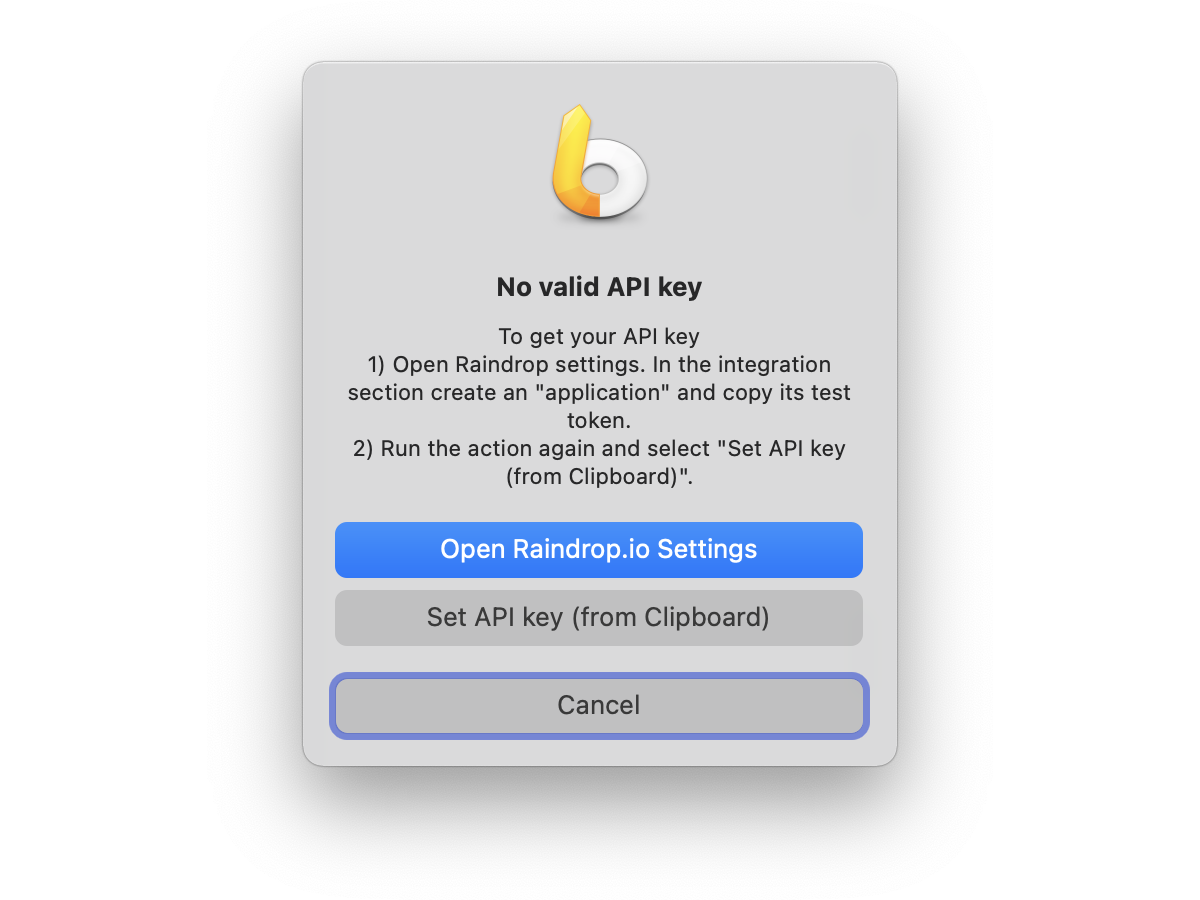 No valid API key
To get your API key
1) Open Raindrop settings. In the integration
section create an "application" and copy its test
token.
2) Run the action again and select "Set API key
(from Clipboard)".
Open Raindrop.io Settings
Set API key (from Clipboard)
Cancel